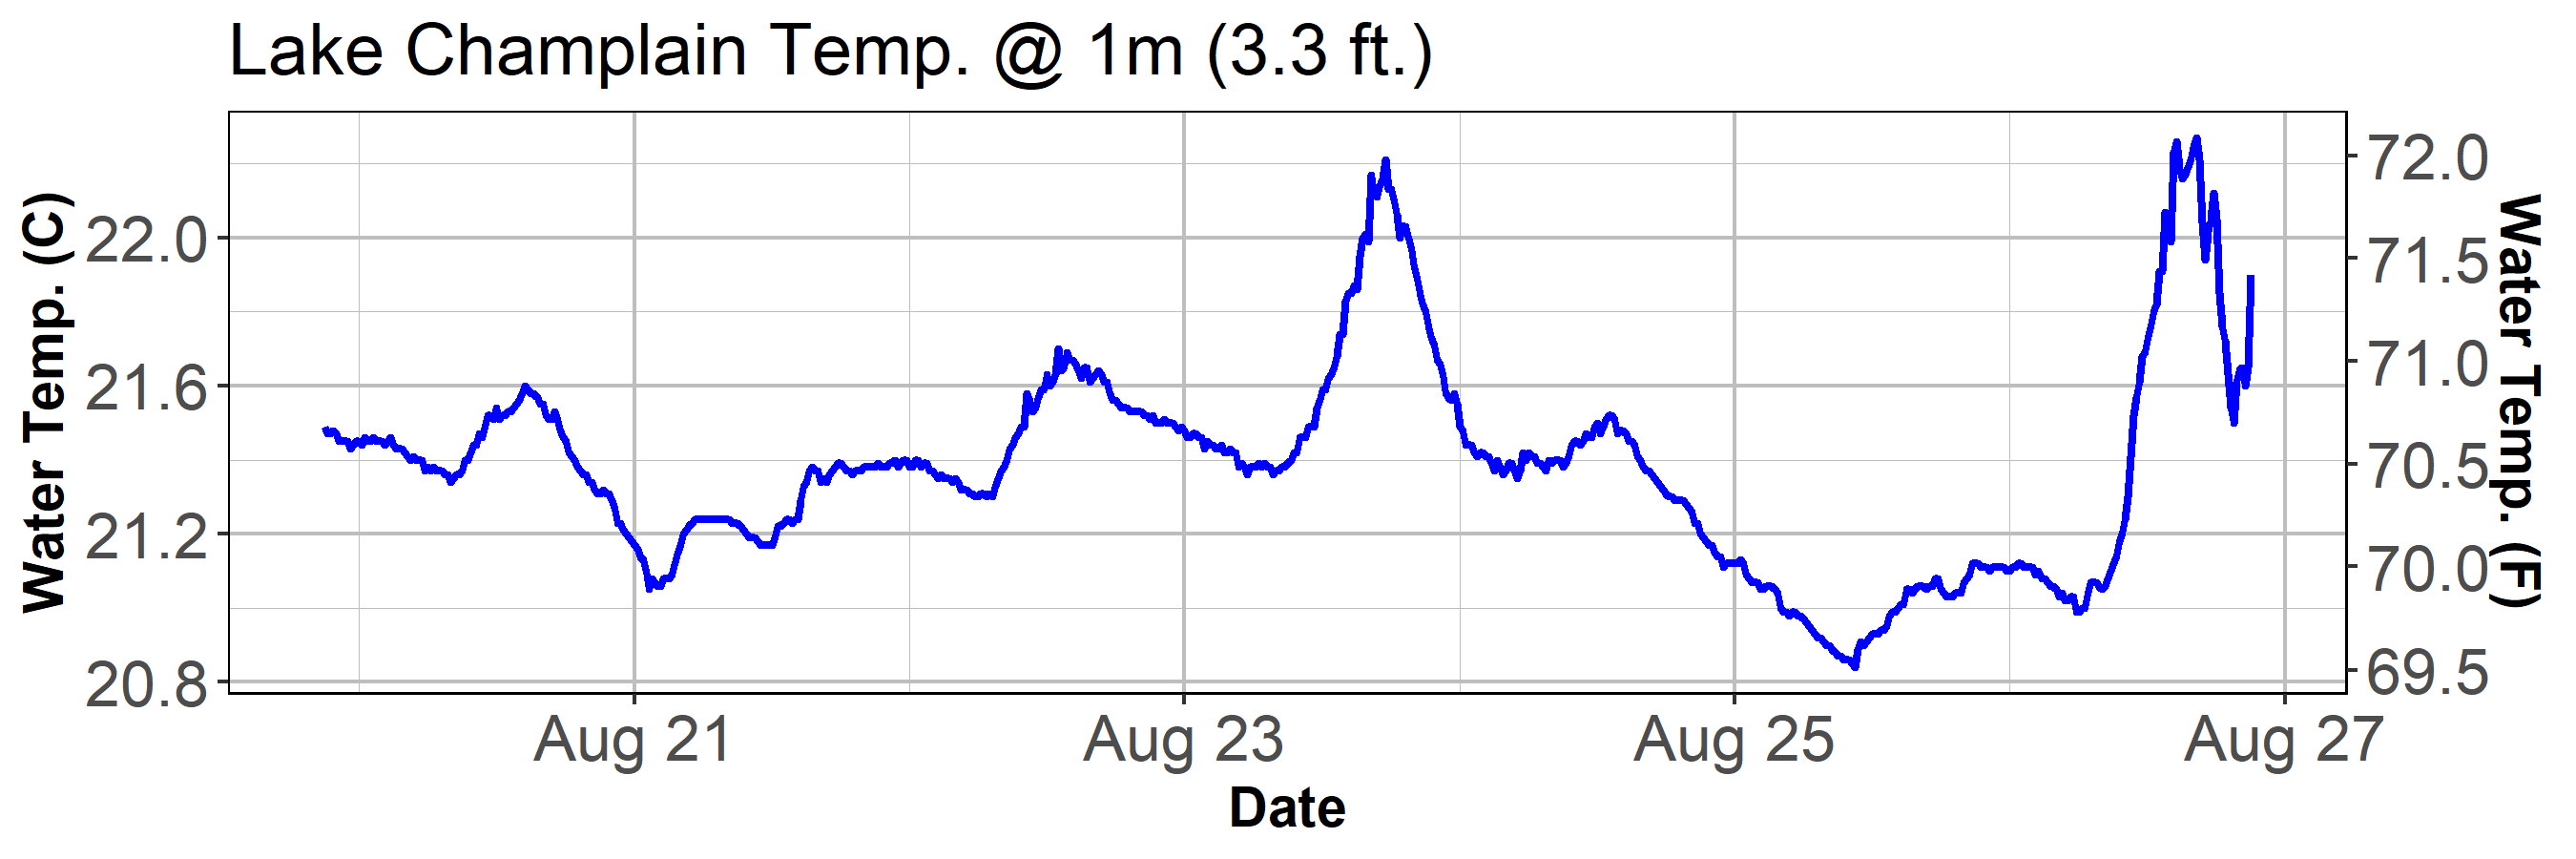 Lake Champlain Temp. @ 1m (3.3 ft.)
Water Temp. (C)
22.0
21.6
21.2
20.8
72.0
71.5
71.0
70.5
70.0
69.5
Water Temp. (F)
Aug 21
Aug 23
Aug 25
Aug 27
Date